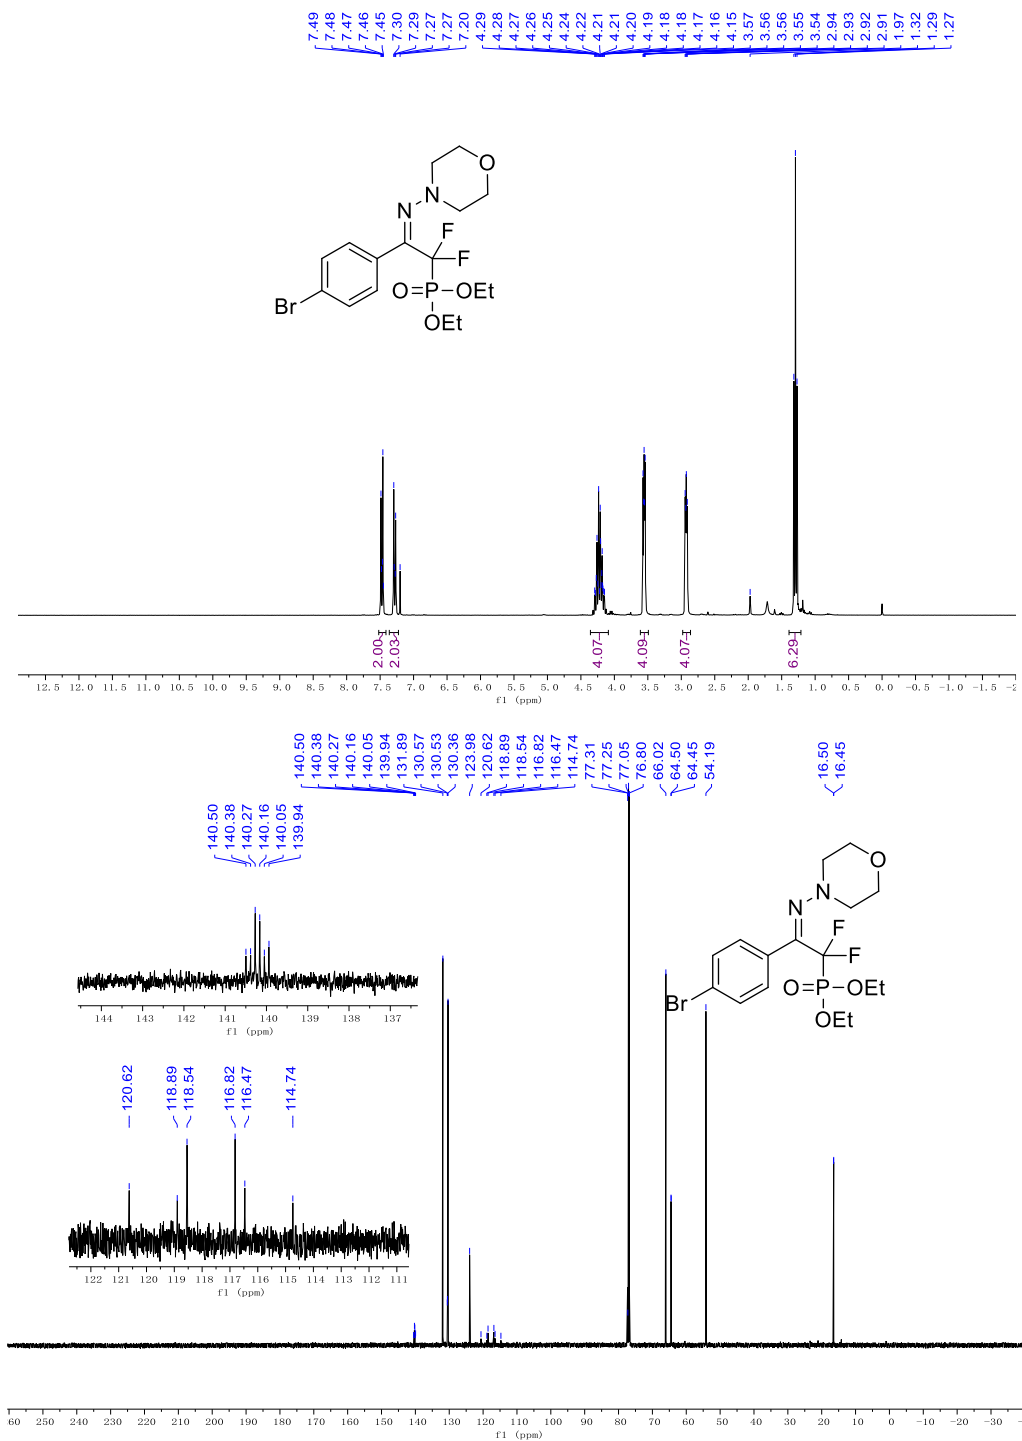 7.49 7.48 7.47 7.46 7.45 7.30 7.29 7.27 7.27 7.20 4.29 4.28 4.27 4.26 4.25 4.24 4.22 4.21 4.21 4.20 4.19 4.18 4.18 4.17 4.16 4.15 3.57 3.56 3.56 3.55 3.54 2.94 2.93 2.92 2.91 1.97 1.32 1.29 1.27
O
N
N
F
F
Br
O=P-OEt
OEt
2.00 2.03 4.07 4.09 4.07 6.29
12.5 12.0 11.5 11.0 10.5 10.0 9.5 9.0 8.5 8.0 7.5 7.0 6.5 6.0 5.5 5.0 4.5 4.0 3.5 3.0 2.5 2.0 1.5 1.0 0.5 0.0 -0.5 -1.0 -1.5
f1 (ppm)
140.50 140.38 140.27 140.16 140.05 139.94 131.89 130.57 130.53 130.36 123.98 120.62 118.89 118.54 116.82 116.47 114.74 77.31 77.25 77.05 76.80 66.02 64.50 64.45 54.19 16.50 16.45
140.50 140.38 140.27 140.16 140.05 139.94
144 143 142 141 140 139 138 137
f1 (ppm)
O
N
N
F
F
Br
O=P-OEt
OEt
120.62 118.89 118.54 116.82 116.47 114.74
122 121 120 119 118 117 116 115 114 113 112 111
f1 (ppm)
60 250 240 230 220 210 200 190 180 170 160 150 140 130 120 110 100 90 80 70 60 50 40 30 20 10 0 -10 -20 -30
f1 (ppm)